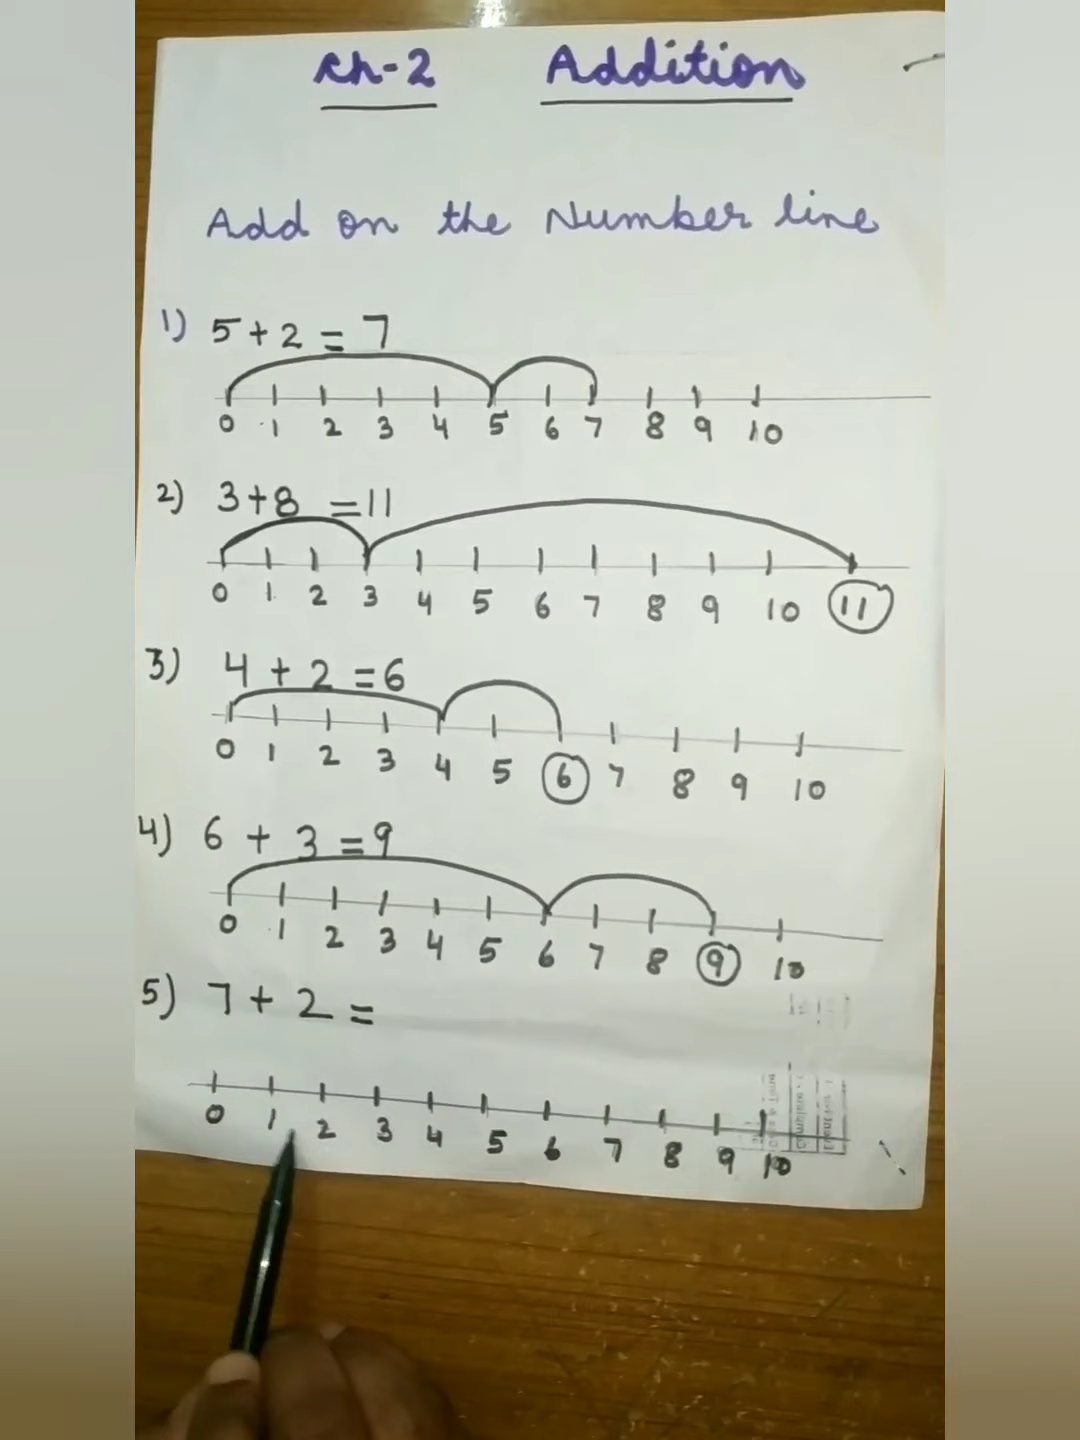 Ch-2 Addition
Add on the Number line
1) 5+2 = 7
0 1 2 3 4 5 6 7 8 9 10
2) 3+8 =11
0 1 2 3 4 5 6 7 8 9 10 11
3) 4 + 2 =6
0 1 2 3 4 5 6 7 8 9 10
4) 6 + 3 =9
0 1 2 3 4 5 6 7 8 9 10
5) 7+ 2 =
0 1 2 3 4 5 6 7 8 9 10